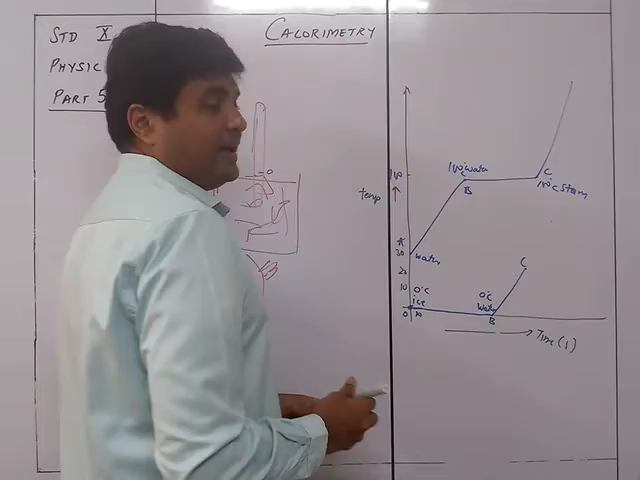 STD X
PHYSIC
PART 5
CALORIMETRY
temp
100
100°C water
B
C
100°C Steam
A
30
water
20
10
0°C
ice
0°C
water
C
0
A
B
Time (t)